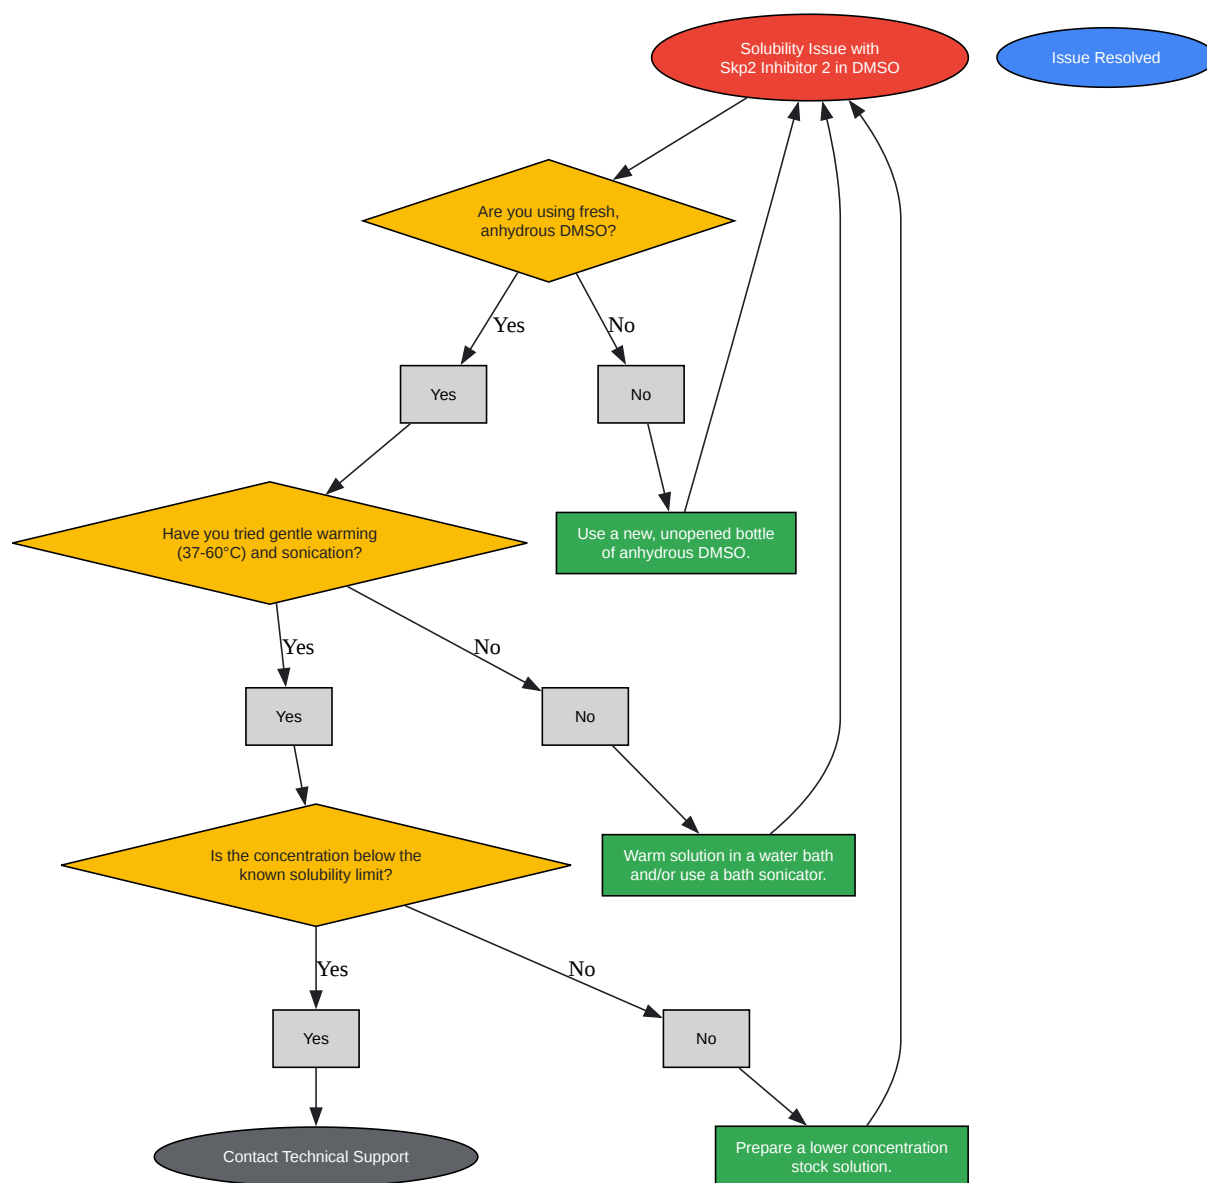 Solubility Issue with
Skp2 Inhibitor 2 in DMSO
Issue Resolved
Are you using fresh,
anhydrous DMSO?
Yes
No
Yes
No
Use a new, unopened bottle
of anhydrous DMSO.
Have you tried gentle warming
(37-60°C) and sonication?
Yes
No
Yes
No
Warm solution in a water bath
and/or use a bath sonicator.
Is the concentration below the
known solubility limit?
Yes
No
Yes
No
Contact Technical Support
Prepare a lower concentration
stock solution.